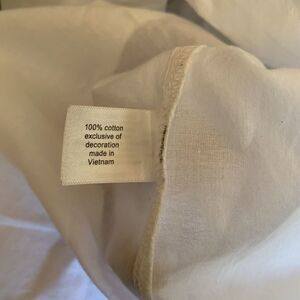 100% cotton
exclusive of
decoration
made in
Vietnam